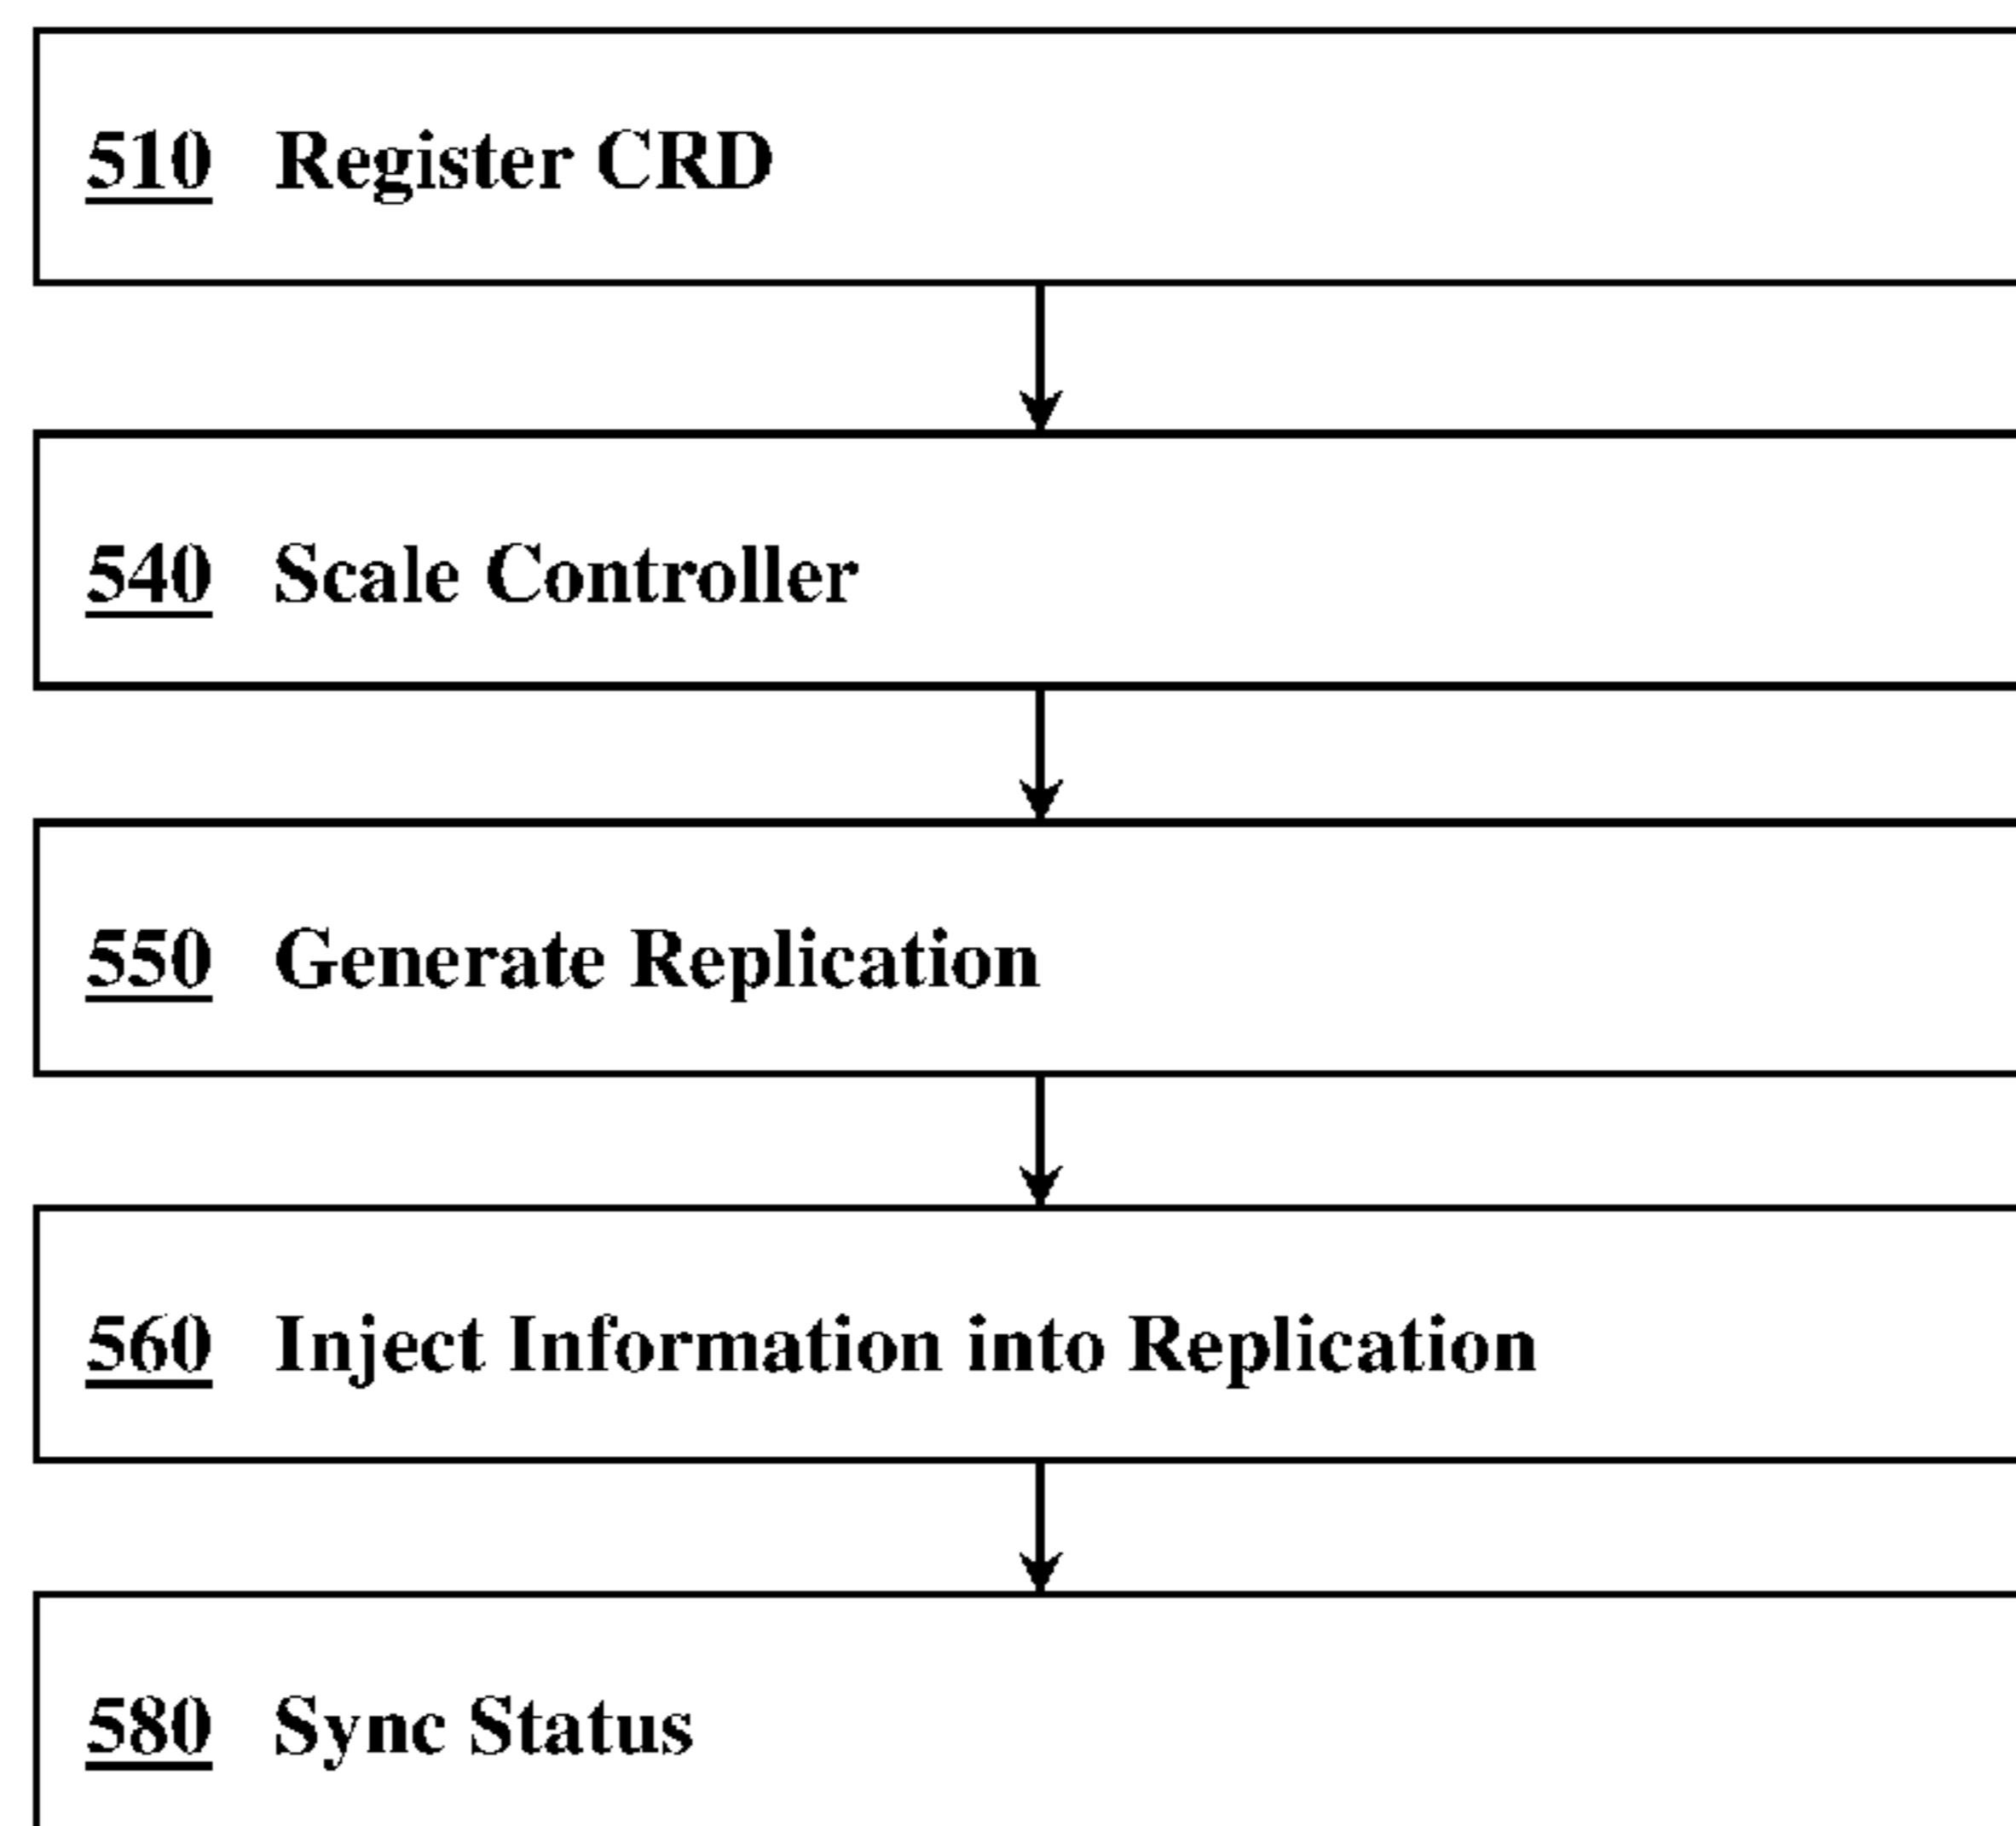 510 Register CRD
540 Scale Controller
550 Generate Replication
560 Inject Information into Replication
580 Sync Status